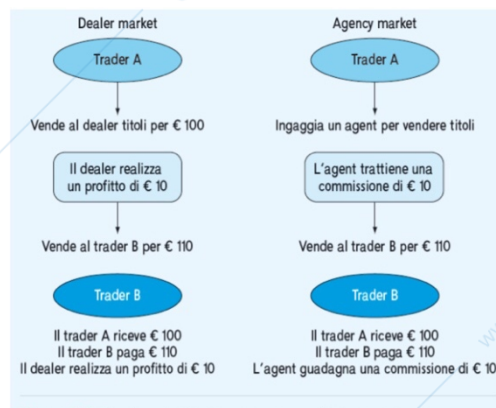 Dealer market
Trader A
Vende al dealer titoli per € 100
Il dealer realizza
un profitto di € 10
Vende al trader B per € 110
Trader B
Il trader A riceve € 100
Il trader B paga € 110
Il dealer realizza un profitto di € 10
Agency market
Trader A
Ingaggia un agent per vendere titoli
L'agent trattiene una
commissione di € 10
Vende al trader B per € 110
Trader B
Il trader A riceve € 100
Il trader B paga € 110
L'agent guadagna una commissione di € 10